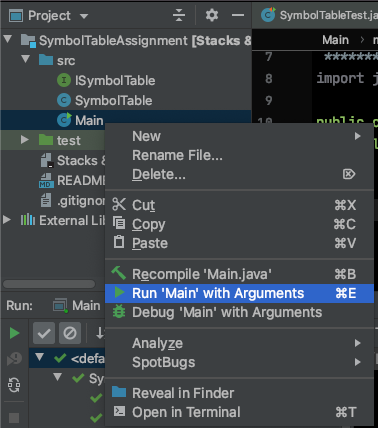 Project
SymbolTableTest.ja
SymbolTableAssignment [Stacks &
Main
src
7
*******
ISymbolTable
8
import j
SymbolTable
9
Main
10
public c
test
Stacks &
README
.gitignor
External Lib
New
Rename File...
Delete...
Cut ⌘X
Copy ⌘C
Paste ⌘V
Recompile 'Main.java' ⌘B
Run 'Main' with Arguments ⌘E
Debug 'Main' with Arguments
Analyze
SpotBugs
Reveal in Finder
Open in Terminal ⌘T
Run:
Main
<defa
Sy